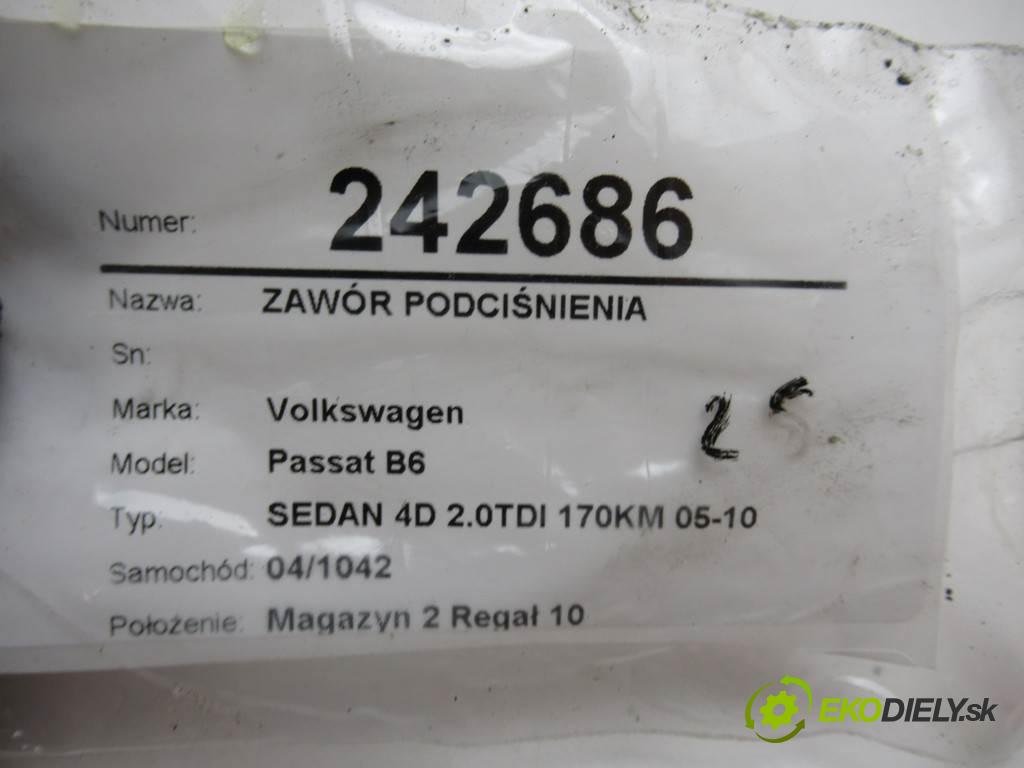 Numer: 242686
Nazwa: ZAWÓR PODCIŚNIENIA
Sn:
Marka: Volkswagen
25
Model: Passat B6
Typ: SEDAN 4D 2.0TDI 170KM 05-10
Samochód: 04/1042
Położenie: Magazyn 2 Regał 10
EKODIELY.sk